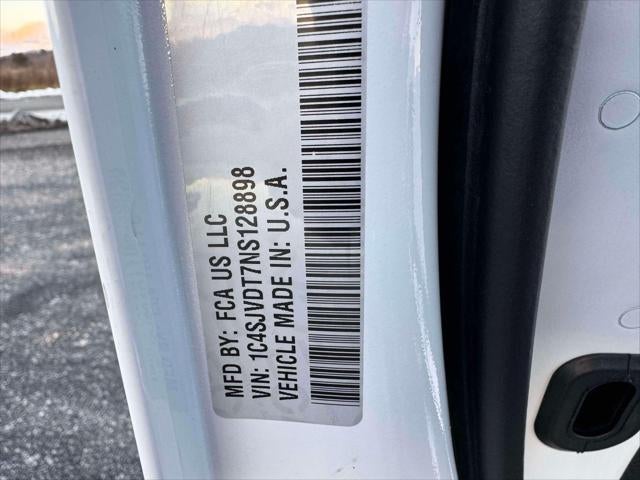 MFD BY: FCA US LLC
VIN: 1C4SJVDT7NS128898
VEHICLE MADE IN: U.S.A.